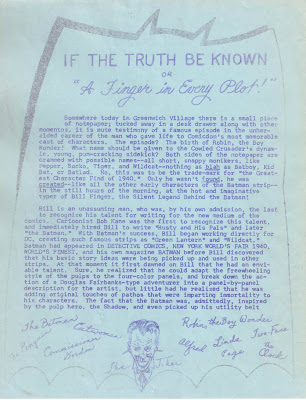 IF THE TRUTH BE KNOWN
or
"A Finger in Every Plot!"
Somewhere today in Greenwich Village there is a small piece
of notepaper; tucked away in a desk drawer along with other
mementos, it is mute testimony of a famous episode in the unher-
alded career of the man who gave life to Comicdom's most memorable
cast of characters. The episode? The birth of Robin, the Boy
Wonder! What name should be given to the Cowled Crusader's dynam-
ic, young, pun-cracking sidekick? Both sides of the notepaper are
crammed with possible names--all short, snappy monikers, like
Pepper, Dusty, Tiger, and Wildcat--not so blah as Batboy, Kid
Bat, or Batlad. No, this was to be the trade-mark for "the Great-
est Character Find of 1940." Only he wasn't found, he was
created--like all the other early characters of the Batman strip--
in the still hours of the morning, at the hot and imaginative
types of Bill Finger, the Silent Legend Behind the Batman!
Bill is an unassuming man, who was, by his own admission, the last
to recognize his talent for writing for the new medium of the
comics. Cartoonist Bob Kane was the first to recognize this talent,
and immediately hired Bill to write "Rusty and His Pals" and later
"the Batman." With Batman's success, Bill began working directly for
DC, creating such famous strips as "Green Lantern" and "Wildcat."
Batman had appeared in DETECTIVE COMICS, NEW YORK WORLD'S FAIR 1940,
WORLD'S FINEST and his own magazine for months before Bill discovered
that his basic story ideas were being picked up and used in other
strips. At that moment it first dawned on Bill that he had an envi-
able talent. Sure, he realized that he could adapt the freewheeling
style of the pulps to the four-color panels, and break down the ac-
tion of a Douglas Fairbanks-type adventurer into a panel-by-panel
description for the artist, but little had he realized that he was
adding original touches of pathos that were imparting immortality to
his characters. The fact that the Batman was, admittedly, inspired
by the pulp hero, the Shadow, and even picked up his utility belt
The Batman
Commissioner
Gordon
The Joker
Robin, the Boy Wonder
Alfred
Linda
Page
Two-Face
the
Clock